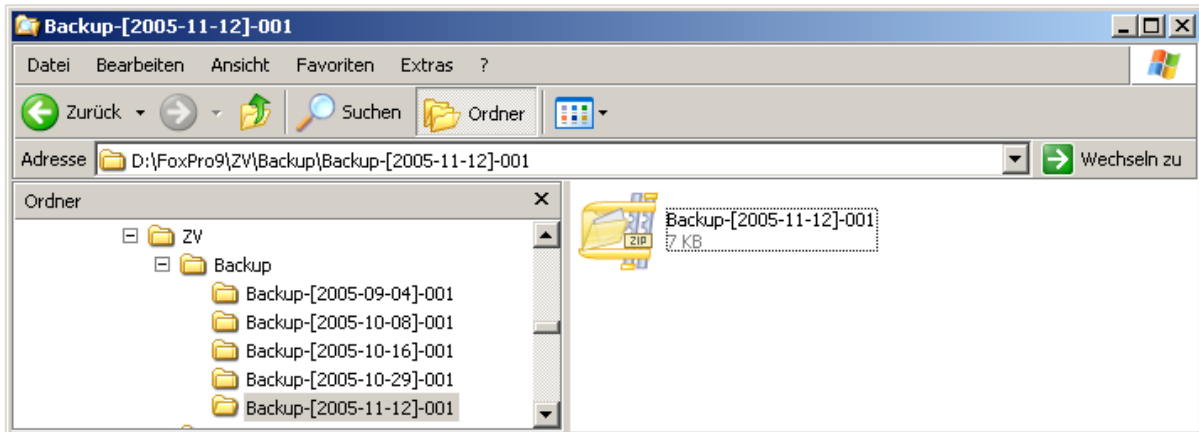 Backup-[2005-11-12]-001
Datei Bearbeiten Ansicht Favoriten Extras ?
Zurück Suchen Ordner
Adresse D:\FoxPro9\ZV\Backup\Backup-[2005-11-12]-001 Wechseln zu
Ordner
ZV
Backup
Backup-[2005-09-04]-001
Backup-[2005-10-08]-001
Backup-[2005-10-16]-001
Backup-[2005-10-29]-001
Backup-[2005-11-12]-001
ZIP
Backup-[2005-11-12]-001
7 KB